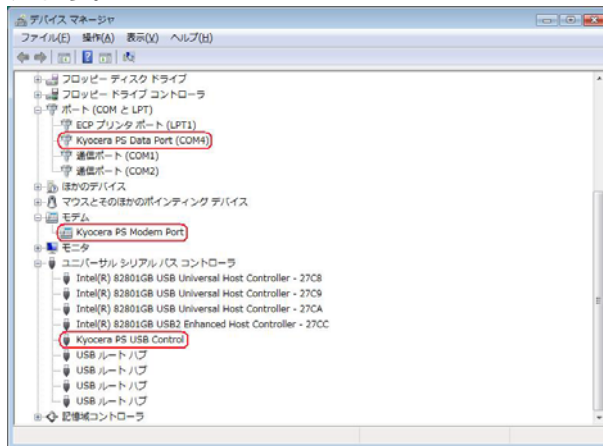 デバイス マネージャ
ファイル(F) 操作(A) 表示(V) ヘルプ(H)
フロッピー ディスク ドライブ
フロッピー ドライブ コントローラ
ポート (COM と LPT)
ECP プリンタ ポート (LPT1)
Kyocera PS Data Port (COM4)
通信ポート (COM1)
通信ポート (COM2)
ほかのデバイス
マウスとそのほかのポインティング デバイス
モデム
Kyocera PS Modem Port
モニタ
ユニバーサル シリアル バス コントローラ
Intel(R) 82801GB USB Universal Host Controller - 27C8
Intel(R) 82801GB USB Universal Host Controller - 27C9
Intel(R) 82801GB USB Universal Host Controller - 27CA
Intel(R) 82801GB USB2 Enhanced Host Controller - 27CC
Kyocera PS USB Control
USB ルート ハブ
USB ルート ハブ
USB ルート ハブ
USB ルート ハブ
記憶域コントローラ